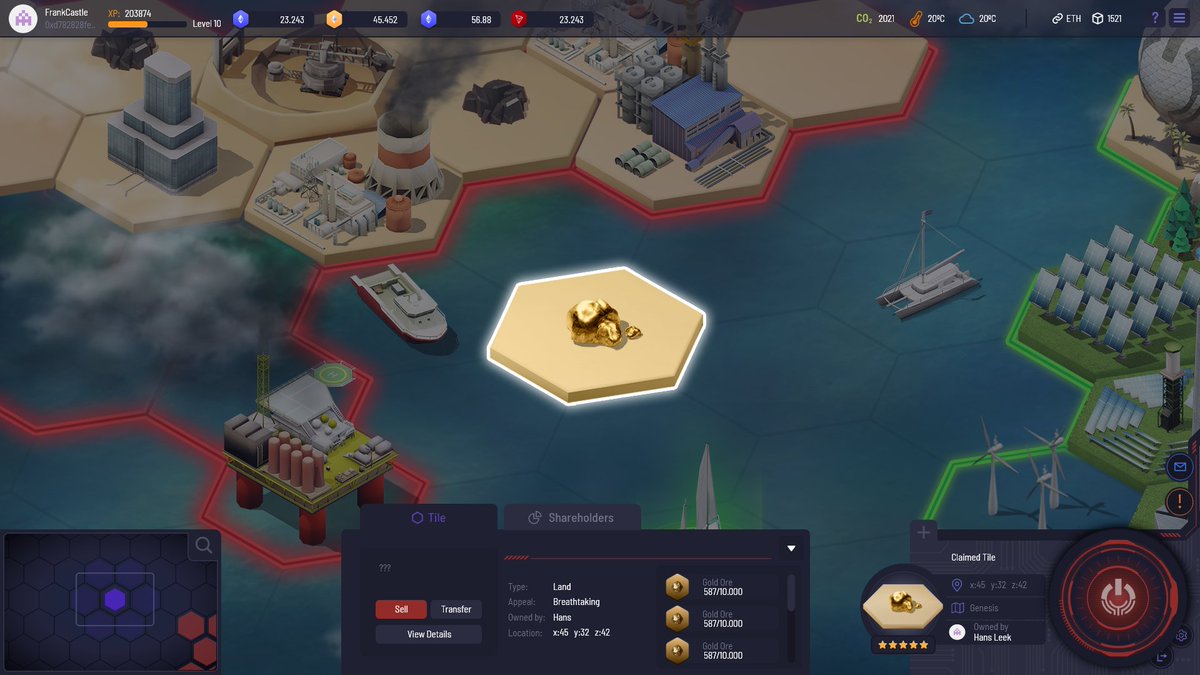 FrankCastle
XP: 203874
0xd782828fe..
Level 10
23.243
45.452
56.88
23.243
CO₂ 2021
20ºC
20ºC
ETH
1521
?
H
Tile
Shareholders
???
Sell
Transfer
View Details
Type: Land
Appeal: Breathtaking
Owned by: Hans
Location: x:45 y:32 z:42
Gold Ore
587/10.000
Gold Ore
587/10.000
Gold Ore
587/10.000
Claimed Tile
x:45 y:32 z:42
Genesis
Owned by
Hans Leek
!